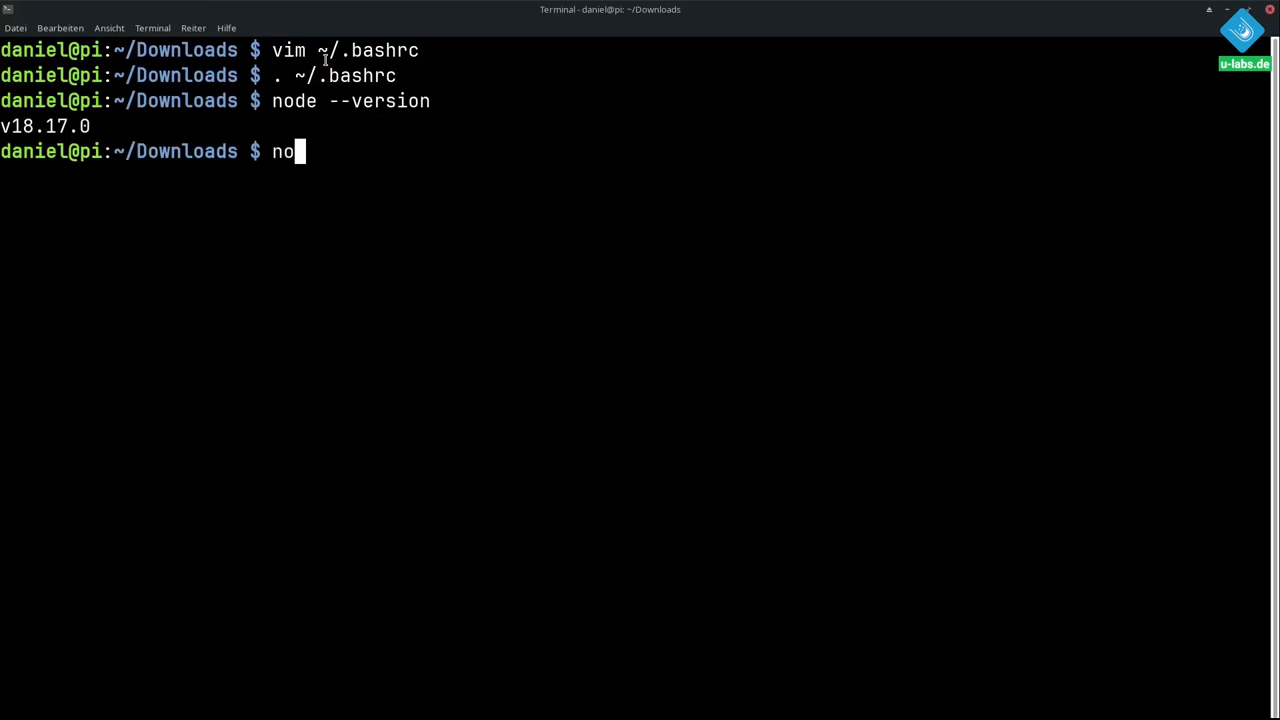 Terminal - daniel@pi: ~/Downloads
Datei Bearbeiten Ansicht Terminal Reiter Hilfe
u-labs.de
daniel@pi:~/Downloads $ vim ~/.bashrc
daniel@pi:~/Downloads $ . ~/.bashrc
daniel@pi:~/Downloads $ node --version
v18.17.0
daniel@pi:~/Downloads $ no